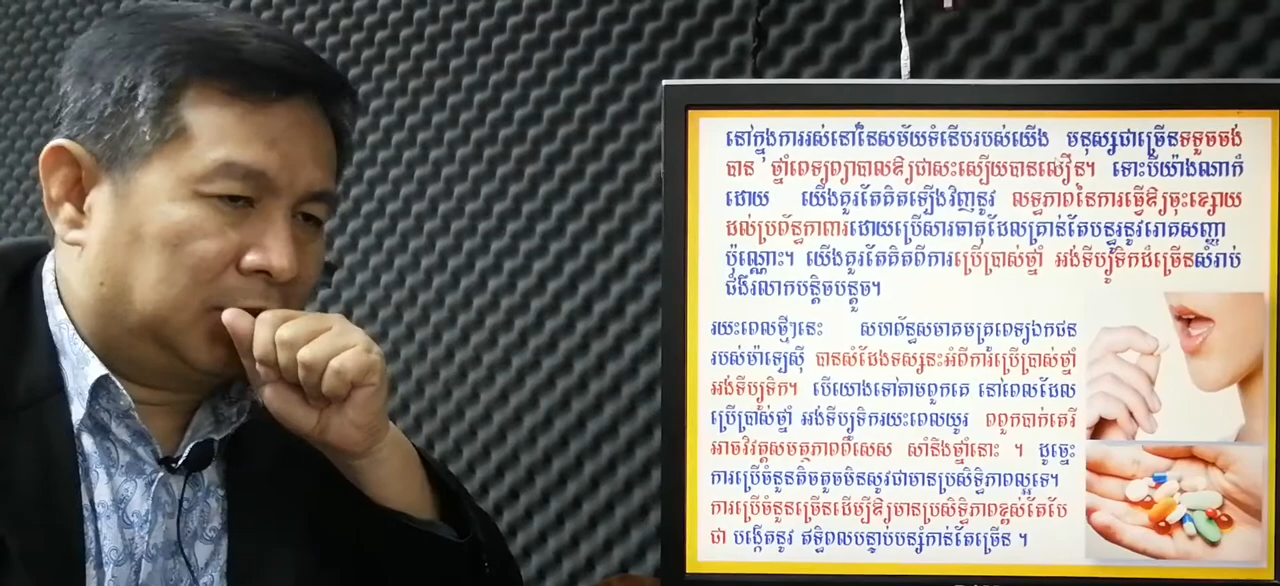 នៅក្នុងការរស់នៅនៃសម័យទំនើបរបស់យើង មនុស្សជាច្រើនទទួចចង់
បាន ថ្នាំពេទ្យព្យាបាលឱ្យជាសះស្បើយបានលឿន។ ទោះបីយ៉ាងណាក៏
ដោយ យើងគួរតែគិតឡើងវិញនូវ លទ្ធភាពនៃការធ្វើឱ្យចុះខ្សោយ
ដល់ប្រព័ន្ធកាពារដោយប្រើសារធាតុដែលគ្រាន់តែបន្ធូរនូវរោគសញ្ញា
ប៉ុណ្ណោះ។ យើងគួរតែគិតពីការប្រើប្រាស់ថ្នាំ អង់ទីប្យូទិកដ៏ច្រើនសំរាប់
ជំងឺរលាកបន្តិចបន្តួច។
រយះពេលថ្មីៗនេះ សហព័ន្ធសមាគមគ្រូពេទ្យឯកជន
របស់ម៉ាឡេស៊ី បានសំដែងទស្សនះអំពីការប្រើប្រាស់ថ្នាំ
អង់ទីប្យូទិក។ បើយោងទៅតាមពួកគេ នៅពេលដែល
ប្រើប្រាស់ថ្នាំ អង់ទីប្យូទិករយះពេលយូរ ពពួកបាក់តេរី
អាចវិវត្តសមត្ថភាពពិសេស សាំនឹងថ្នាំនោះ ។ ដូច្នេះ
ការប្រើចំនួនតិចតួចមិនសូវជាមានប្រសិទ្ធិភាពល្អទេ។
ការប្រើចំនួនច្រើនដើម្បីឱ្យមានប្រសិទ្ធិភាពខ្ពស់តែបែ
ជា បង្កើតនូវ ឥទ្ធិពលបន្ទាប់បន្សំកាន់តែច្រើន ។